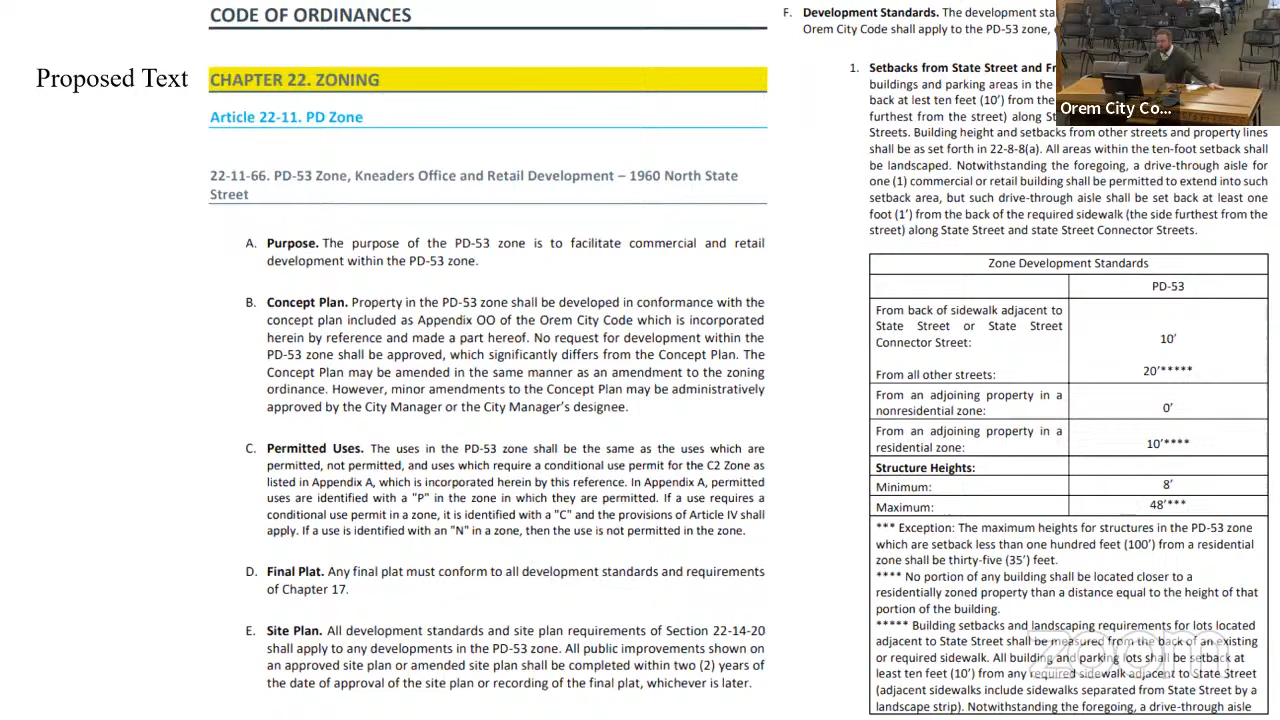 CODE OF ORDINANCES
Proposed Text
CHAPTER 22. ZONING
Article 22-11. PD Zone
22-11-66. PD-53 Zone, Kneaders Office and Retail Development – 1960 North State
Street
A. Purpose. The purpose of the PD-53 zone is to facilitate commercial and retail
development within the PD-53 zone.
B. Concept Plan. Property in the PD-53 zone shall be developed in conformance with the
concept plan included as Appendix OO of the Orem City Code which is incorporated
herein by reference and made a part hereof. No request for development within the
PD-53 zone shall be approved, which significantly differs from the Concept Plan. The
Concept Plan may be amended in the same manner as an amendment to the zoning
ordinance. However, minor amendments to the Concept Plan may be administratively
approved by the City Manager or the City Manager's designee.
C. Permitted Uses. The uses in the PD-53 zone shall be the same as the uses which are
permitted, not permitted, and uses which require a conditional use permit for the C2 Zone as
listed in Appendix A, which is incorporated herein by this reference. In Appendix A, permitted
uses are identified with a "P" in the zone in which they are permitted. If a use requires a
conditional use permit in a zone, it is identified with a "C" and the provisions of Article IV shall
apply. If a use is identified with an "N" in a zone, then the use is not permitted in the zone.
D. Final Plat. Any final plat must conform to all development standards and requirements
of Chapter 17.
E. Site Plan. All development standards and site plan requirements of Section 22-14-20
shall apply to any developments in the PD-53 zone. All public improvements shown on
an approved site plan or amended site plan shall be completed within two (2) years of
the date of approval of the site plan or recording of the final plat, whichever is later.
F. Development Standards. The development sta
Orem City Code shall apply to the PD-53 zone,
1. Setbacks from State Street and Fr
buildings and parking areas in the
back at lest ten feet (10') from the
furthest from the street) along St
Streets. Building height and setbacks from other streets and property lines
shall be as set forth in 22-8-8(a). All areas within the ten-foot setback shall
be landscaped. Notwithstanding the foregoing, a drive-through aisle for
one (1) commercial or retail building shall be permitted to extend into such
setback area, but such drive-through aisle shall be set back at least one
foot (1') from the back of the required sidewalk (the side furthest from the
street) along State Street and state Street Connector Streets.
Zone Development Standards
PD-53
From back of sidewalk adjacent to
State Street or State Street
Connector Street: 10'
From all other streets: 20'*****
From an adjoining property in a
nonresidential zone: 0'
From an adjoining property in a
residential zone: 10'****
Structure Heights:
Minimum: 8'
Maximum: 48'***
*** Exception: The maximum heights for structures in the PD-53 zone
which are setback less than one hundred feet (100') from a residential
zone shall be thirty-five (35') feet.
**** No portion of any building shall be located closer to a
residentially zoned property than a distance equal to the height of that
portion of the building.
***** Building setbacks and landscaping requirements for lots located
adjacent to State Street shall be measured from the back of an existing
or required sidewalk. All building and parking lots shall be setback at
least ten feet (10') from any required sidewalk adjacent to State Street
(adjacent sidewalks include sidewalks separated from State Street by a
landscape strip). Notwithstanding the foregoing, a drive-through aisle
Orem City Co...
zoom